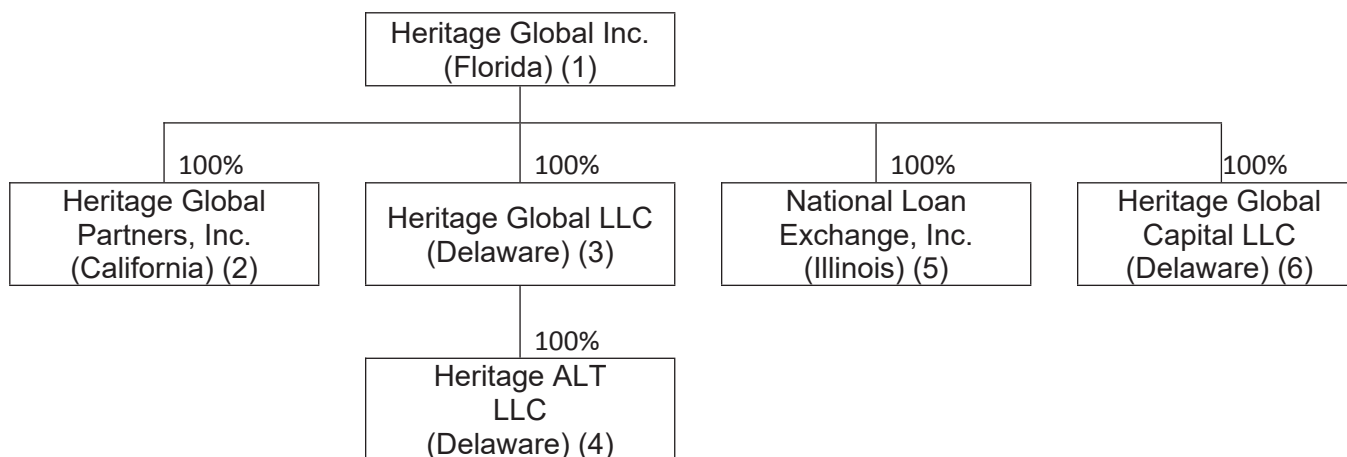 Heritage Global Inc.
(Florida) (1)
100%
100%
100%
100%
Heritage Global
Partners, Inc.
(California) (2)
Heritage Global LLC
(Delaware) (3)
National Loan
Exchange, Inc.
(Illinois) (5)
Heritage Global
Capital LLC
(Delaware) (6)
100%
Heritage ALT
LLC
(Delaware) (4)